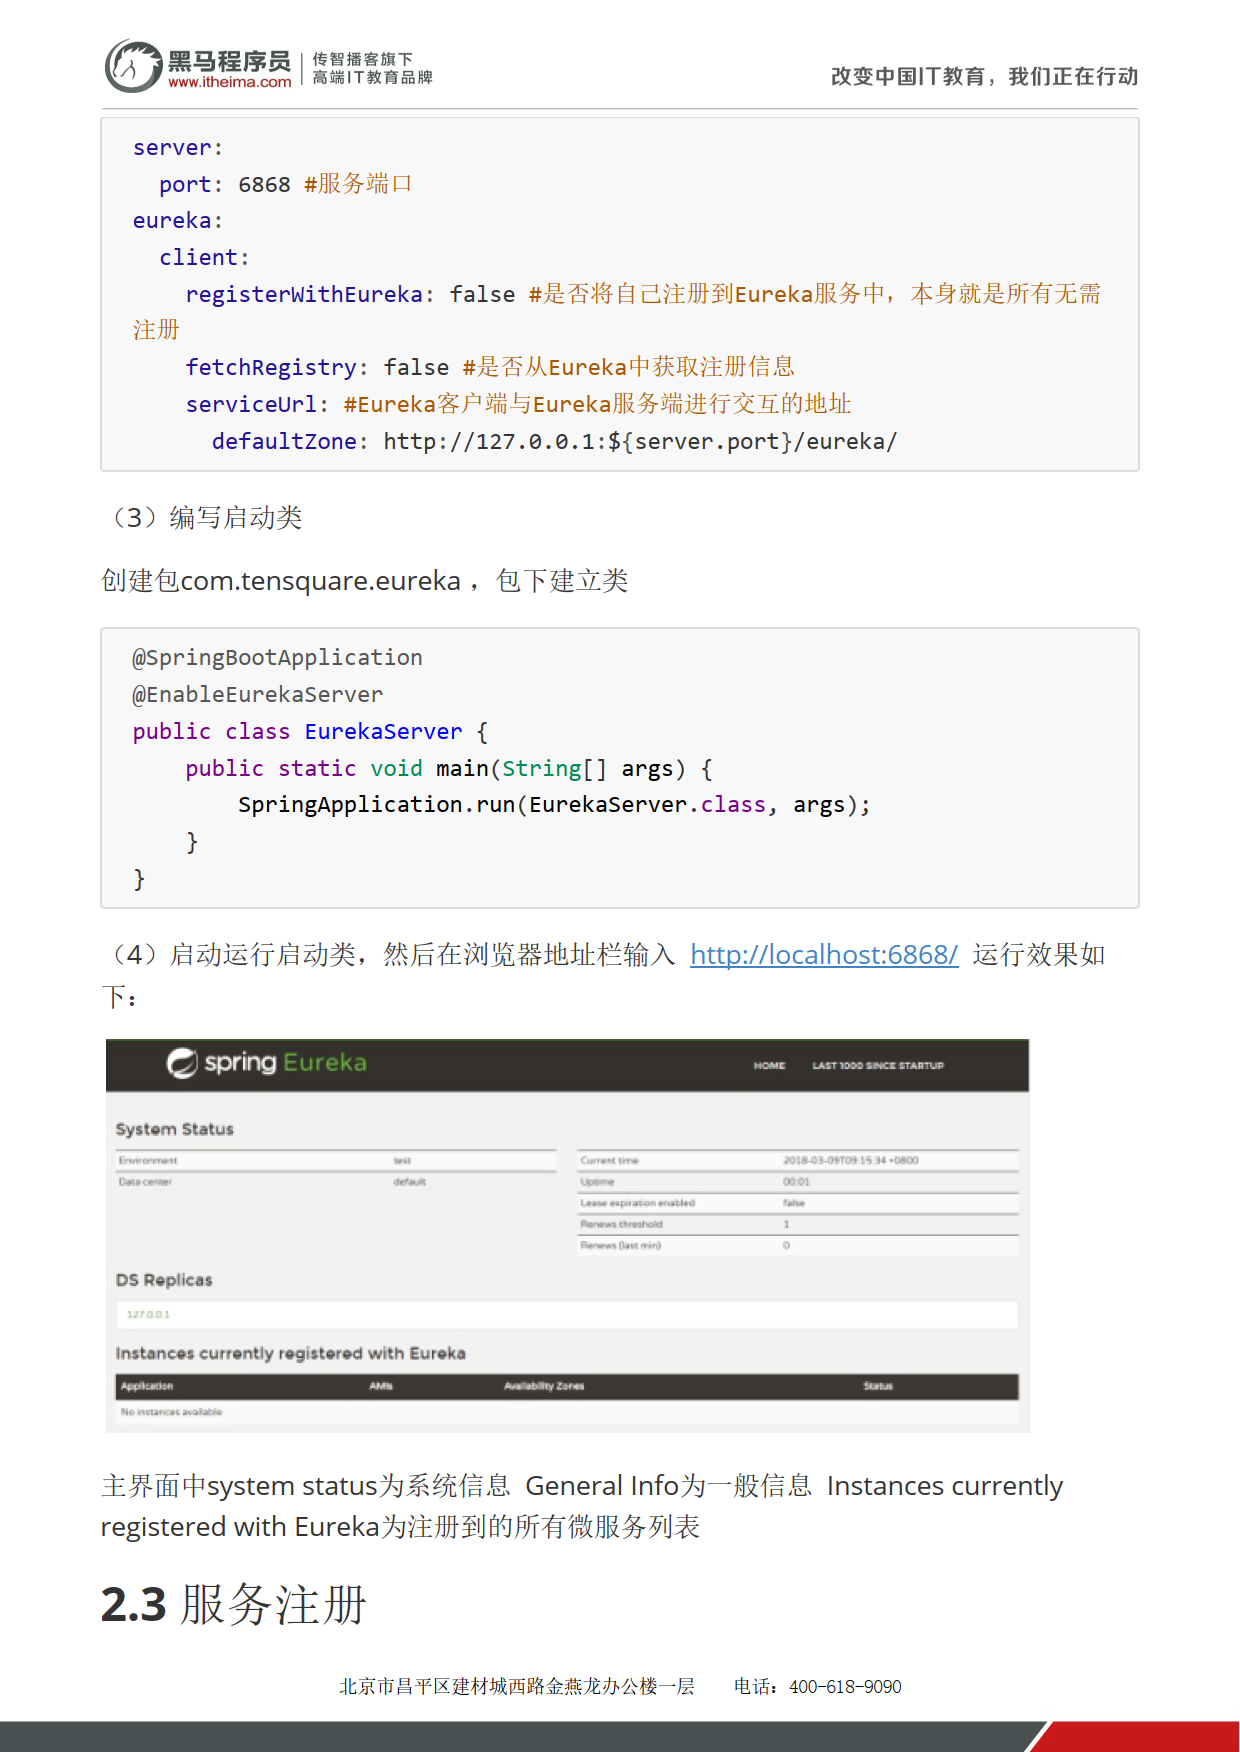 黑马程序员
www.itheima.com
传智播客旗下
高端IT教育品牌
改变中国IT教育，我们正在行动
server:
  port: 6868 #服务端口
eureka:
  client:
    registerWithEureka: false #是否将自己注册到Eureka服务中，本身就是所有无需
注册
    fetchRegistry: false #是否从Eureka中获取注册信息
    serviceUrl: #Eureka客户端与Eureka服务端进行交互的地址
      defaultZone: http://127.0.0.1:${server.port}/eureka/
（3）编写启动类
创建包com.tensquare.eureka ，包下建立类
@SpringBootApplication
@EnableEurekaServer
public class EurekaServer {
    public static void main(String[] args) {
        SpringApplication.run(EurekaServer.class, args);
    }
}
（4）启动运行启动类，然后在浏览器地址栏输入 http://localhost:6868/ 运行效果如
下：
spring Eureka
HOME LAST 1000 SINCE STARTUP
System Status
Environment test
Data center default
Current time 2018-03-09T09:15:34 +0800
Uptime 00:01
Lease expiration enabled false
Renews threshold 1
Renews (last min) 0
DS Replicas
127.0.0.1
Instances currently registered with Eureka
Application AMIs Availability Zones Status
No instances available
主界面中system status为系统信息 General Info为一般信息 Instances currently
registered with Eureka为注册到的所有微服务列表
2.3 服务注册
北京市昌平区建材城西路金燕龙办公楼一层 电话：400-618-9090